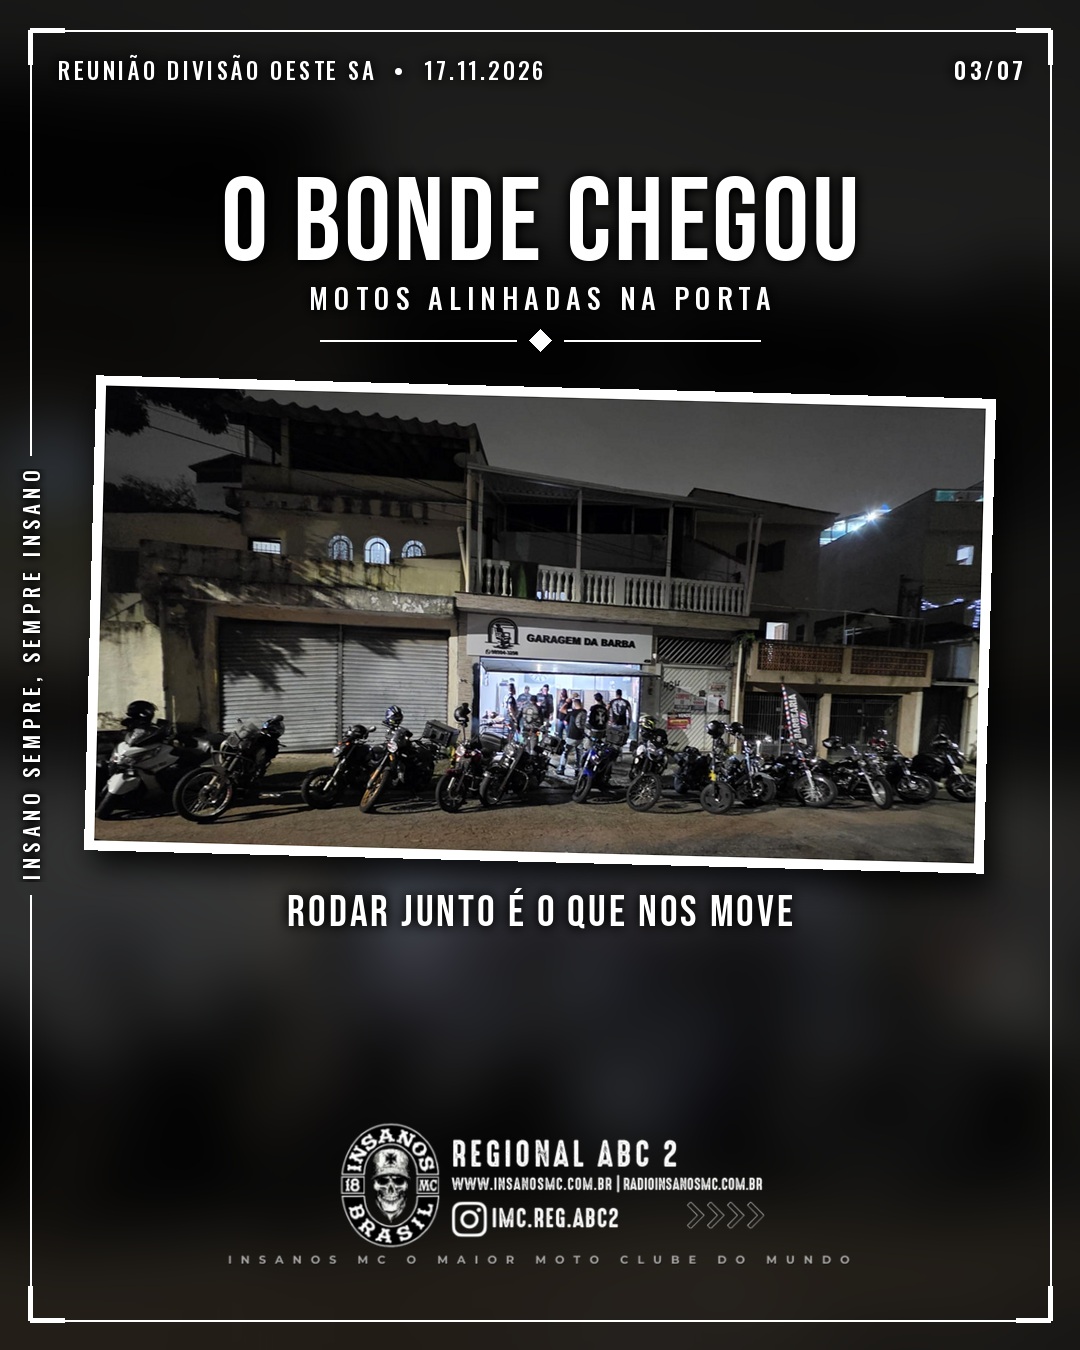 REUNIÃO DIVISÃO OESTE SA • 17.11.2026
03/07
O BONDE CHEGOU
MOTOS ALINHADAS NA PORTA
INSANO SEMPRE, SEMPRE INSANO
GARAGEM DA BARBA
RODAR JUNTO É O QUE NOS MOVE
INSANOS
18 MC
BRASIL
REGIONAL ABC 2
WWW.INSANOSMC.COM.BR | RADIOINSANOSMC.COM.BR
IMC.REG.ABC2
INSANOS MC O MAIOR MOTO CLUBE DO MUNDO